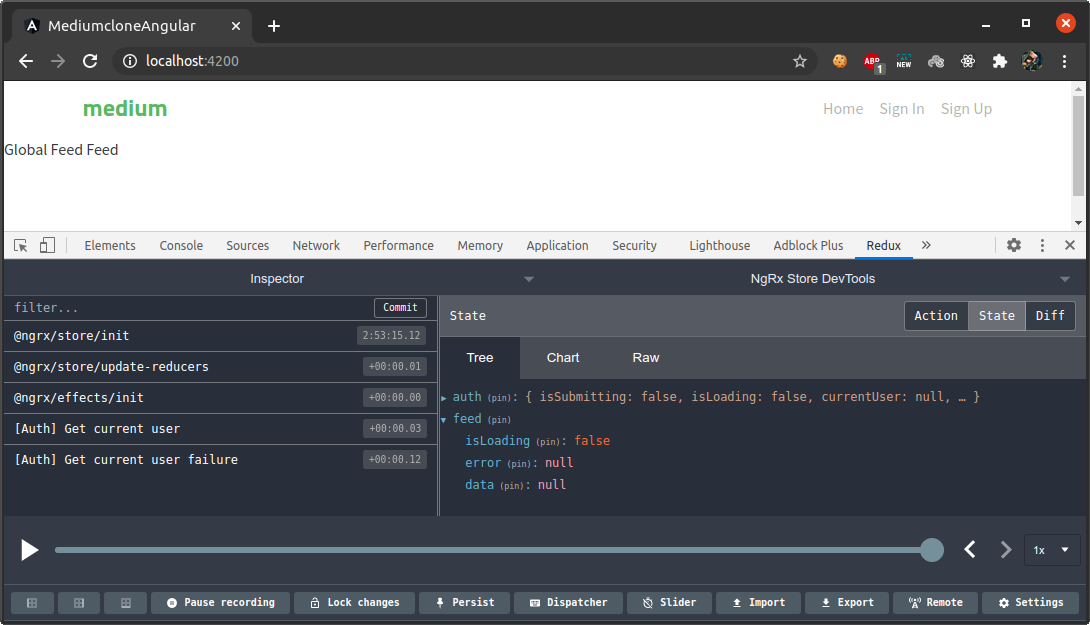 MediumcloneAngular
localhost:4200
ABP
1
NEW
medium
Home Sign In Sign Up
Global Feed Feed
Elements Console Sources Network Performance Memory Application Security Lighthouse Adblock Plus Redux
Inspector
NgRx Store DevTools
filter...
Commit
State
Action State Diff
@ngrx/store/init 2:53:15.12
@ngrx/store/update-reducers +00:00.01
@ngrx/effects/init +00:00.00
[Auth] Get current user +00:00.03
[Auth] Get current user failure +00:00.12
Tree Chart Raw
auth (pin): { isSubmitting: false, isLoading: false, currentUser: null, … }
feed (pin)
isLoading (pin): false
error (pin): null
data (pin): null
1x
Pause recording Lock changes Persist Dispatcher Slider Import Export Remote Settings